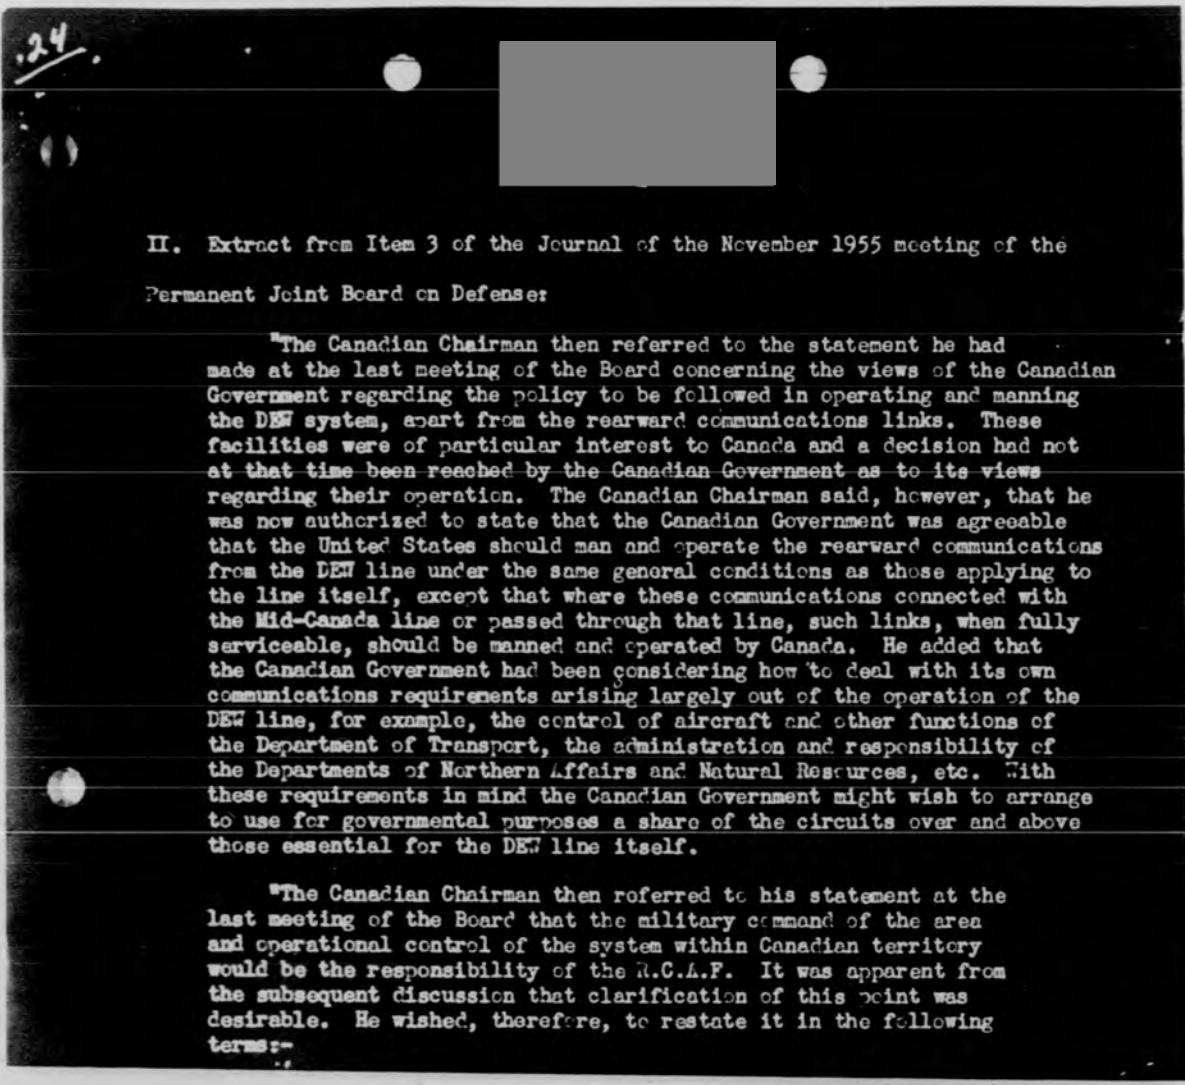 .24.
II. Extract from Item 3 of the Journal of the November 1955 meeting of the
Permanent Joint Board on Defense:
"The Canadian Chairman then referred to the statement he had
made at the last meeting of the Board concerning the views of the Canadian
Government regarding the policy to be followed in operating and manning
the DEW system, apart from the rearward communications links. These
facilities were of particular interest to Canada and a decision had not
at that time been reached by the Canadian Government as to its views
regarding their operation. The Canadian Chairman said, however, that he
was now authorized to state that the Canadian Government was agreeable
that the United States should man and operate the rearward communications
from the DEW line under the same general conditions as those applying to
the line itself, except that where these communications connected with
the Mid-Canada line or passed through that line, such links, when fully
serviceable, should be manned and operated by Canada. He added that
the Canadian Government had been considering how to deal with its own
communications requirements arising largely out of the operation of the
DEW line, for example, the control of aircraft and other functions of
the Department of Transport, the administration and responsibility of
the Departments of Northern Affairs and Natural Resources, etc. With
these requirements in mind the Canadian Government might wish to arrange
to use for governmental purposes a share of the circuits over and above
those essential for the DEW line itself.
"The Canadian Chairman then referred to his statement at the
last meeting of the Board that the military command of the area
and operational control of the system within Canadian territory
would be the responsibility of the R.C.A.F. It was apparent from
the subsequent discussion that clarification of this point was
desirable. He wished, therefore, to restate it in the following
terms:-